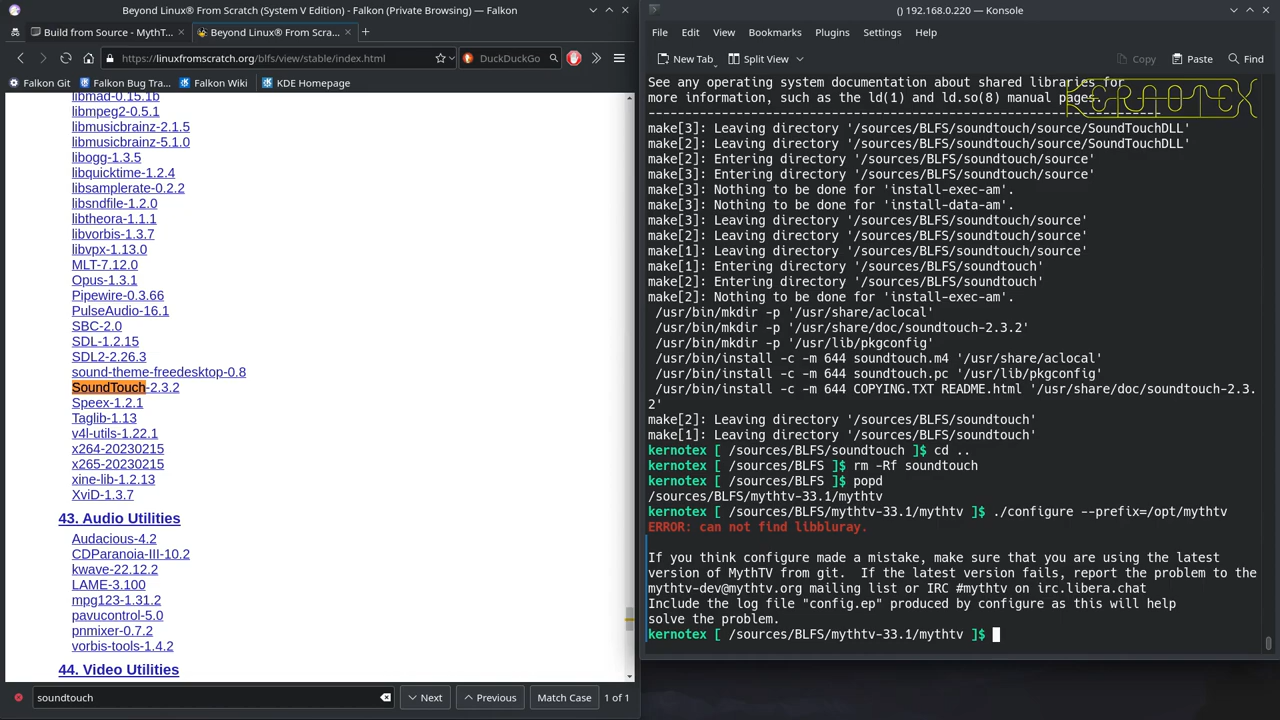 Beyond Linux® From Scratch (System V Edition) - Falkon (Private Browsing) — Falkon
Build from Source - MythT...
Beyond Linux® From Scra...
https://linuxfromscratch.org/blfs/view/stable/index.html
DuckDuckGo
Falkon Git
Falkon Bug Tra...
Falkon Wiki
KDE Homepage
libmad-0.15.1b
libmpeg2-0.5.1
libmusicbrainz-2.1.5
libmusicbrainz-5.1.0
libogg-1.3.5
libquicktime-1.2.4
libsamplerate-0.2.2
libsndfile-1.2.0
libtheora-1.1.1
libvorbis-1.3.7
libvpx-1.13.0
MLT-7.12.0
Opus-1.3.1
Pipewire-0.3.66
PulseAudio-16.1
SBC-2.0
SDL-1.2.15
SDL2-2.26.3
sound-theme-freedesktop-0.8
SoundTouch-2.3.2
Speex-1.2.1
Taglib-1.13
v4l-utils-1.22.1
x264-20230215
x265-20230215
xine-lib-1.2.13
XviD-1.3.7
43. Audio Utilities
Audacious-4.2
CDParanoia-III-10.2
kwave-22.12.2
LAME-3.100
mpg123-1.31.2
pavucontrol-5.0
pnmixer-0.7.2
vorbis-tools-1.4.2
44. Video Utilities
soundtouch
Next
Previous
Match Case
1 of 1
() 192.168.0.220 — Konsole
File Edit View Bookmarks Plugins Settings Help
New Tab
Split View
Copy
Paste
Find
KERNOTEX
See any operating system documentation about shared libraries for
more information, such as the ld(1) and ld.so(8) manual pages.
----------------------------------------------------------------------
make[3]: Leaving directory '/sources/BLFS/soundtouch/source/SoundTouchDLL'
make[2]: Leaving directory '/sources/BLFS/soundtouch/source/SoundTouchDLL'
make[2]: Entering directory '/sources/BLFS/soundtouch/source'
make[3]: Entering directory '/sources/BLFS/soundtouch/source'
make[3]: Nothing to be done for 'install-exec-am'.
make[3]: Nothing to be done for 'install-data-am'.
make[3]: Leaving directory '/sources/BLFS/soundtouch/source'
make[2]: Leaving directory '/sources/BLFS/soundtouch/source'
make[1]: Leaving directory '/sources/BLFS/soundtouch/source'
make[1]: Entering directory '/sources/BLFS/soundtouch'
make[2]: Entering directory '/sources/BLFS/soundtouch'
make[2]: Nothing to be done for 'install-exec-am'.
/usr/bin/mkdir -p '/usr/share/aclocal'
/usr/bin/mkdir -p '/usr/share/doc/soundtouch-2.3.2'
/usr/bin/mkdir -p '/usr/lib/pkgconfig'
/usr/bin/install -c -m 644 soundtouch.m4 '/usr/share/aclocal'
/usr/bin/install -c -m 644 soundtouch.pc '/usr/lib/pkgconfig'
/usr/bin/install -c -m 644 COPYING.TXT README.html '/usr/share/doc/soundtouch-2.3.
2'
make[2]: Leaving directory '/sources/BLFS/soundtouch'
make[1]: Leaving directory '/sources/BLFS/soundtouch'
kernotex [ /sources/BLFS/soundtouch ]$ cd ..
kernotex [ /sources/BLFS ]$ rm -Rf soundtouch
kernotex [ /sources/BLFS ]$ popd
/sources/BLFS/mythtv-33.1/mythtv
kernotex [ /sources/BLFS/mythtv-33.1/mythtv ]$ ./configure --prefix=/opt/mythtv
ERROR: can not find libbluray.
If you think configure made a mistake, make sure that you are using the latest
version of MythTV from git.  If the latest version fails, report the problem to the
mythtv-dev@mythtv.org mailing list or IRC #mythtv on irc.libera.chat
Include the log file "config.ep" produced by configure as this will help
solve the problem.
kernotex [ /sources/BLFS/mythtv-33.1/mythtv ]$